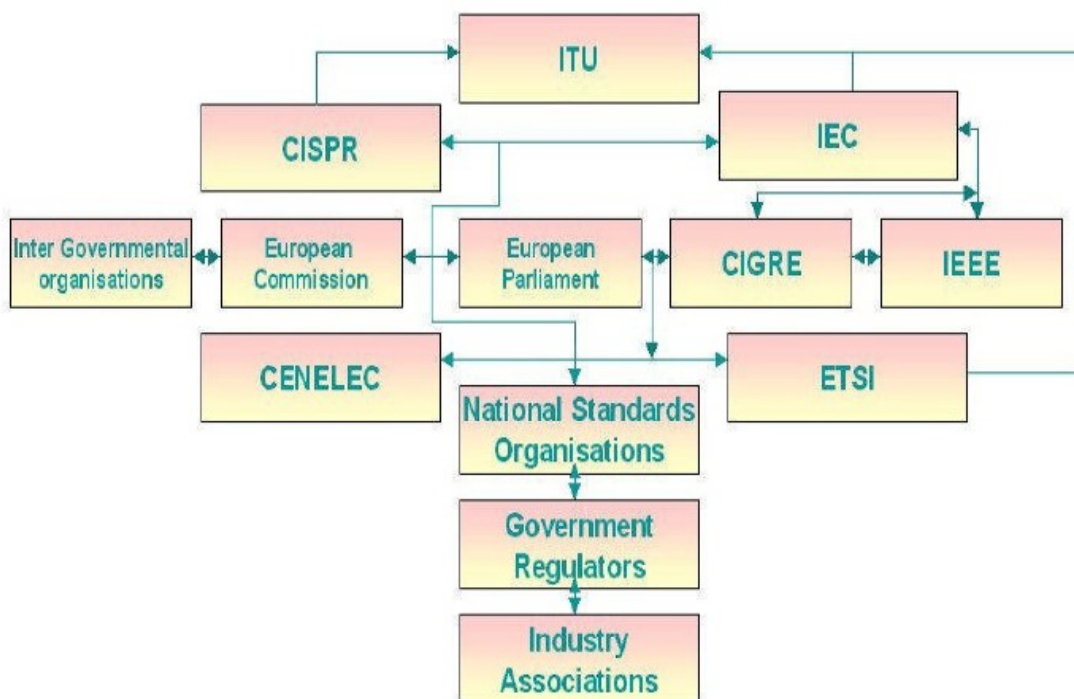 ITU
CISPR
IEC
Inter Governmental
organisations
European
Commission
European
Parliament
CIGRE
IEEE
CENELEC
ETSI
National Standards
Organisations
Government
Regulators
Industry
Associations